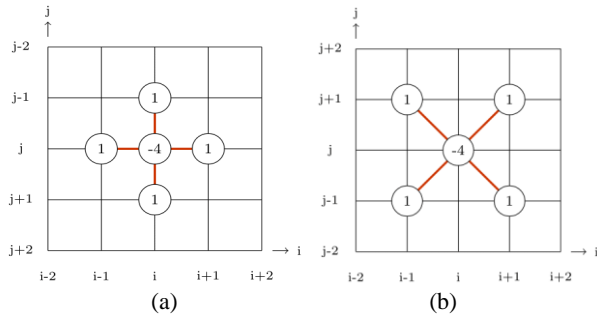 j
j-2
j-1
1
j
1
-4
1
j+1
1
j+2
→ i
i-2 i-1 i i+1 i+2
(a)
j
j+2
j+1
1 1
j
-4
j-1
1 1
j-2
→ i
i-2 i-1 i i+1 i+2
(b)